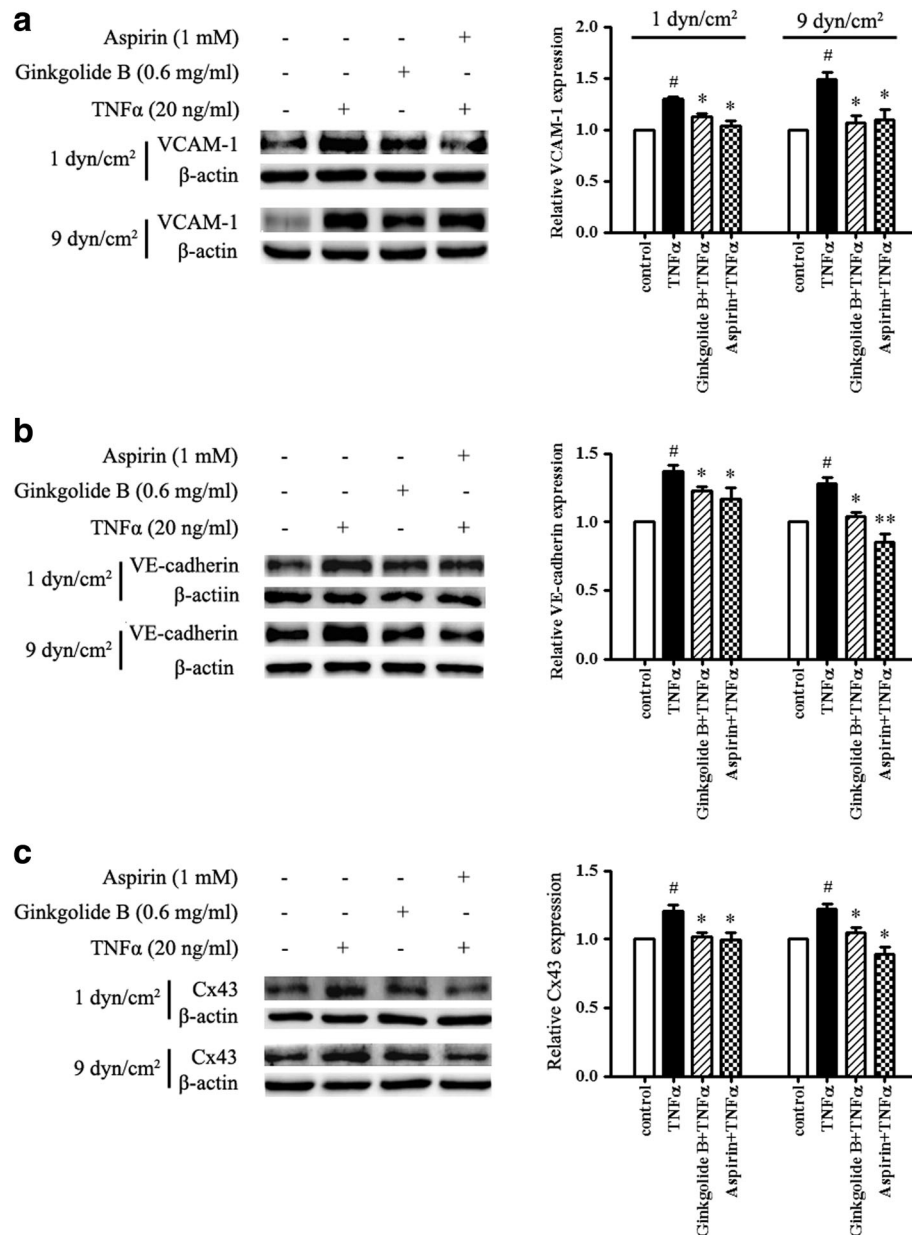 a
Aspirin (1 mM) - - - +
Ginkgolide B (0.6 mg/ml) - - + -
TNFα (20 ng/ml) - + + +
1 dyn/cm²
VCAM-1
β-actin
9 dyn/cm²
VCAM-1
β-actin
1 dyn/cm² 9 dyn/cm²
Relative VCAM-1 expression
2.0
1.5
1.0
0.5
0.0
# * * # * *
control
TNFα
Ginkgolide B+TNFα
Aspirin+TNFα
control
TNFα
Ginkgolide B+TNFα
Aspirin+TNFα
b
Aspirin (1 mM) - - - +
Ginkgolide B (0.6 mg/ml) - - + -
TNFα (20 ng/ml) - + - +
1 dyn/cm²
VE-cadherin
β-actiin
9 dyn/cm²
VE-cadherin
β-actin
Relative VE-cadherin expression
1.5
1.0
0.5
0.0
# * * # * **
control
TNFα
Ginkgolide B+TNFα
Aspirin+TNFα
control
TNFα
Ginkgolide B+TNFα
Aspirin+TNFα
c
Aspirin (1 mM) - - - +
Ginkgolide B (0.6 mg/ml) - - + -
TNFα (20 ng/ml) - + - +
1 dyn/cm²
Cx43
β-actin
9 dyn/cm²
Cx43
β-actin
Relative Cx43 expression
1.5
1.0
0.5
0.0
# * * # * *
control
TNFα
Ginkgolide B+TNFα
Aspirin+TNFα
control
TNFα
Ginkgolide B+TNFα
Aspirin+TNFα